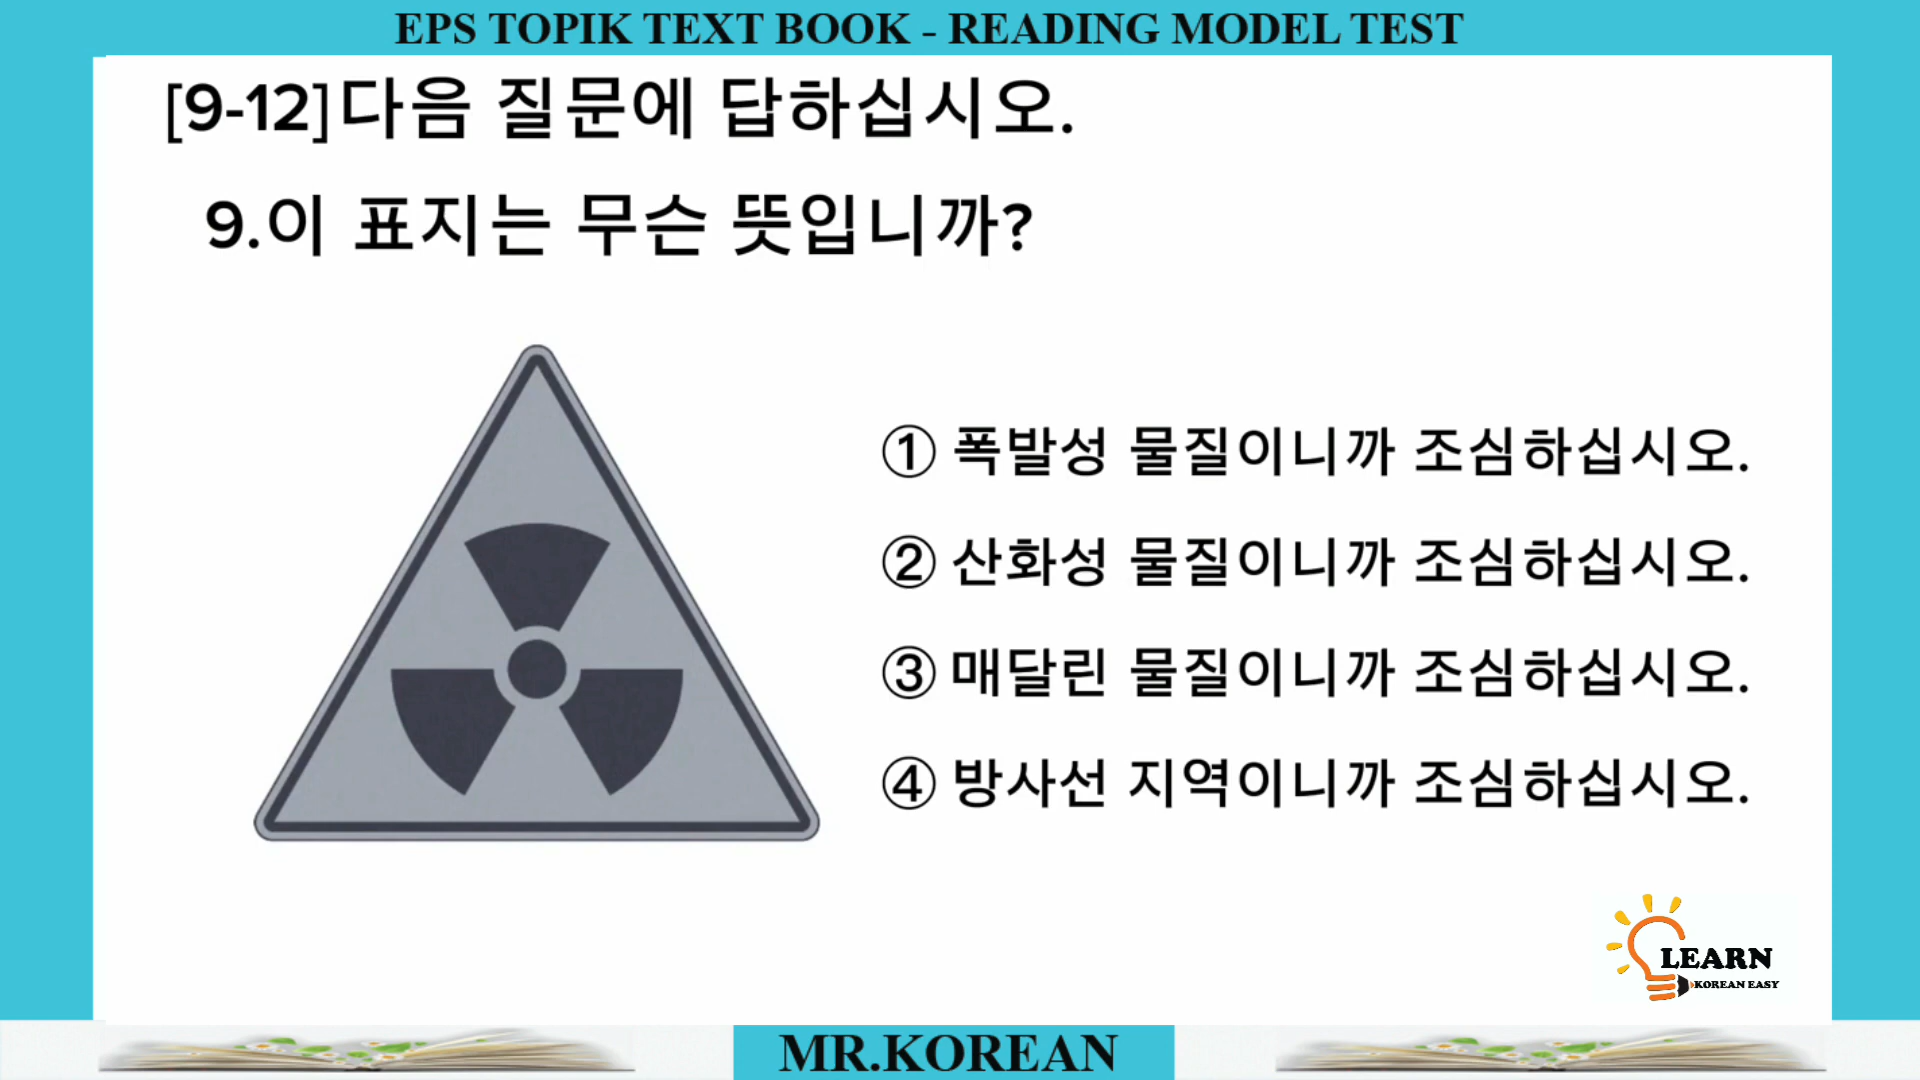 EPS TOPIK TEXT BOOK - READING MODEL TEST
[9-12]다음 질문에 답하십시오.
9.이 표지는 무슨 뜻입니까?
① 폭발성 물질이니까 조심하십시오.
② 산화성 물질이니까 조심하십시오.
③ 매달린 물질이니까 조심하십시오.
④ 방사선 지역이니까 조심하십시오.
LEARN
KOREAN EASY
MR.KOREAN